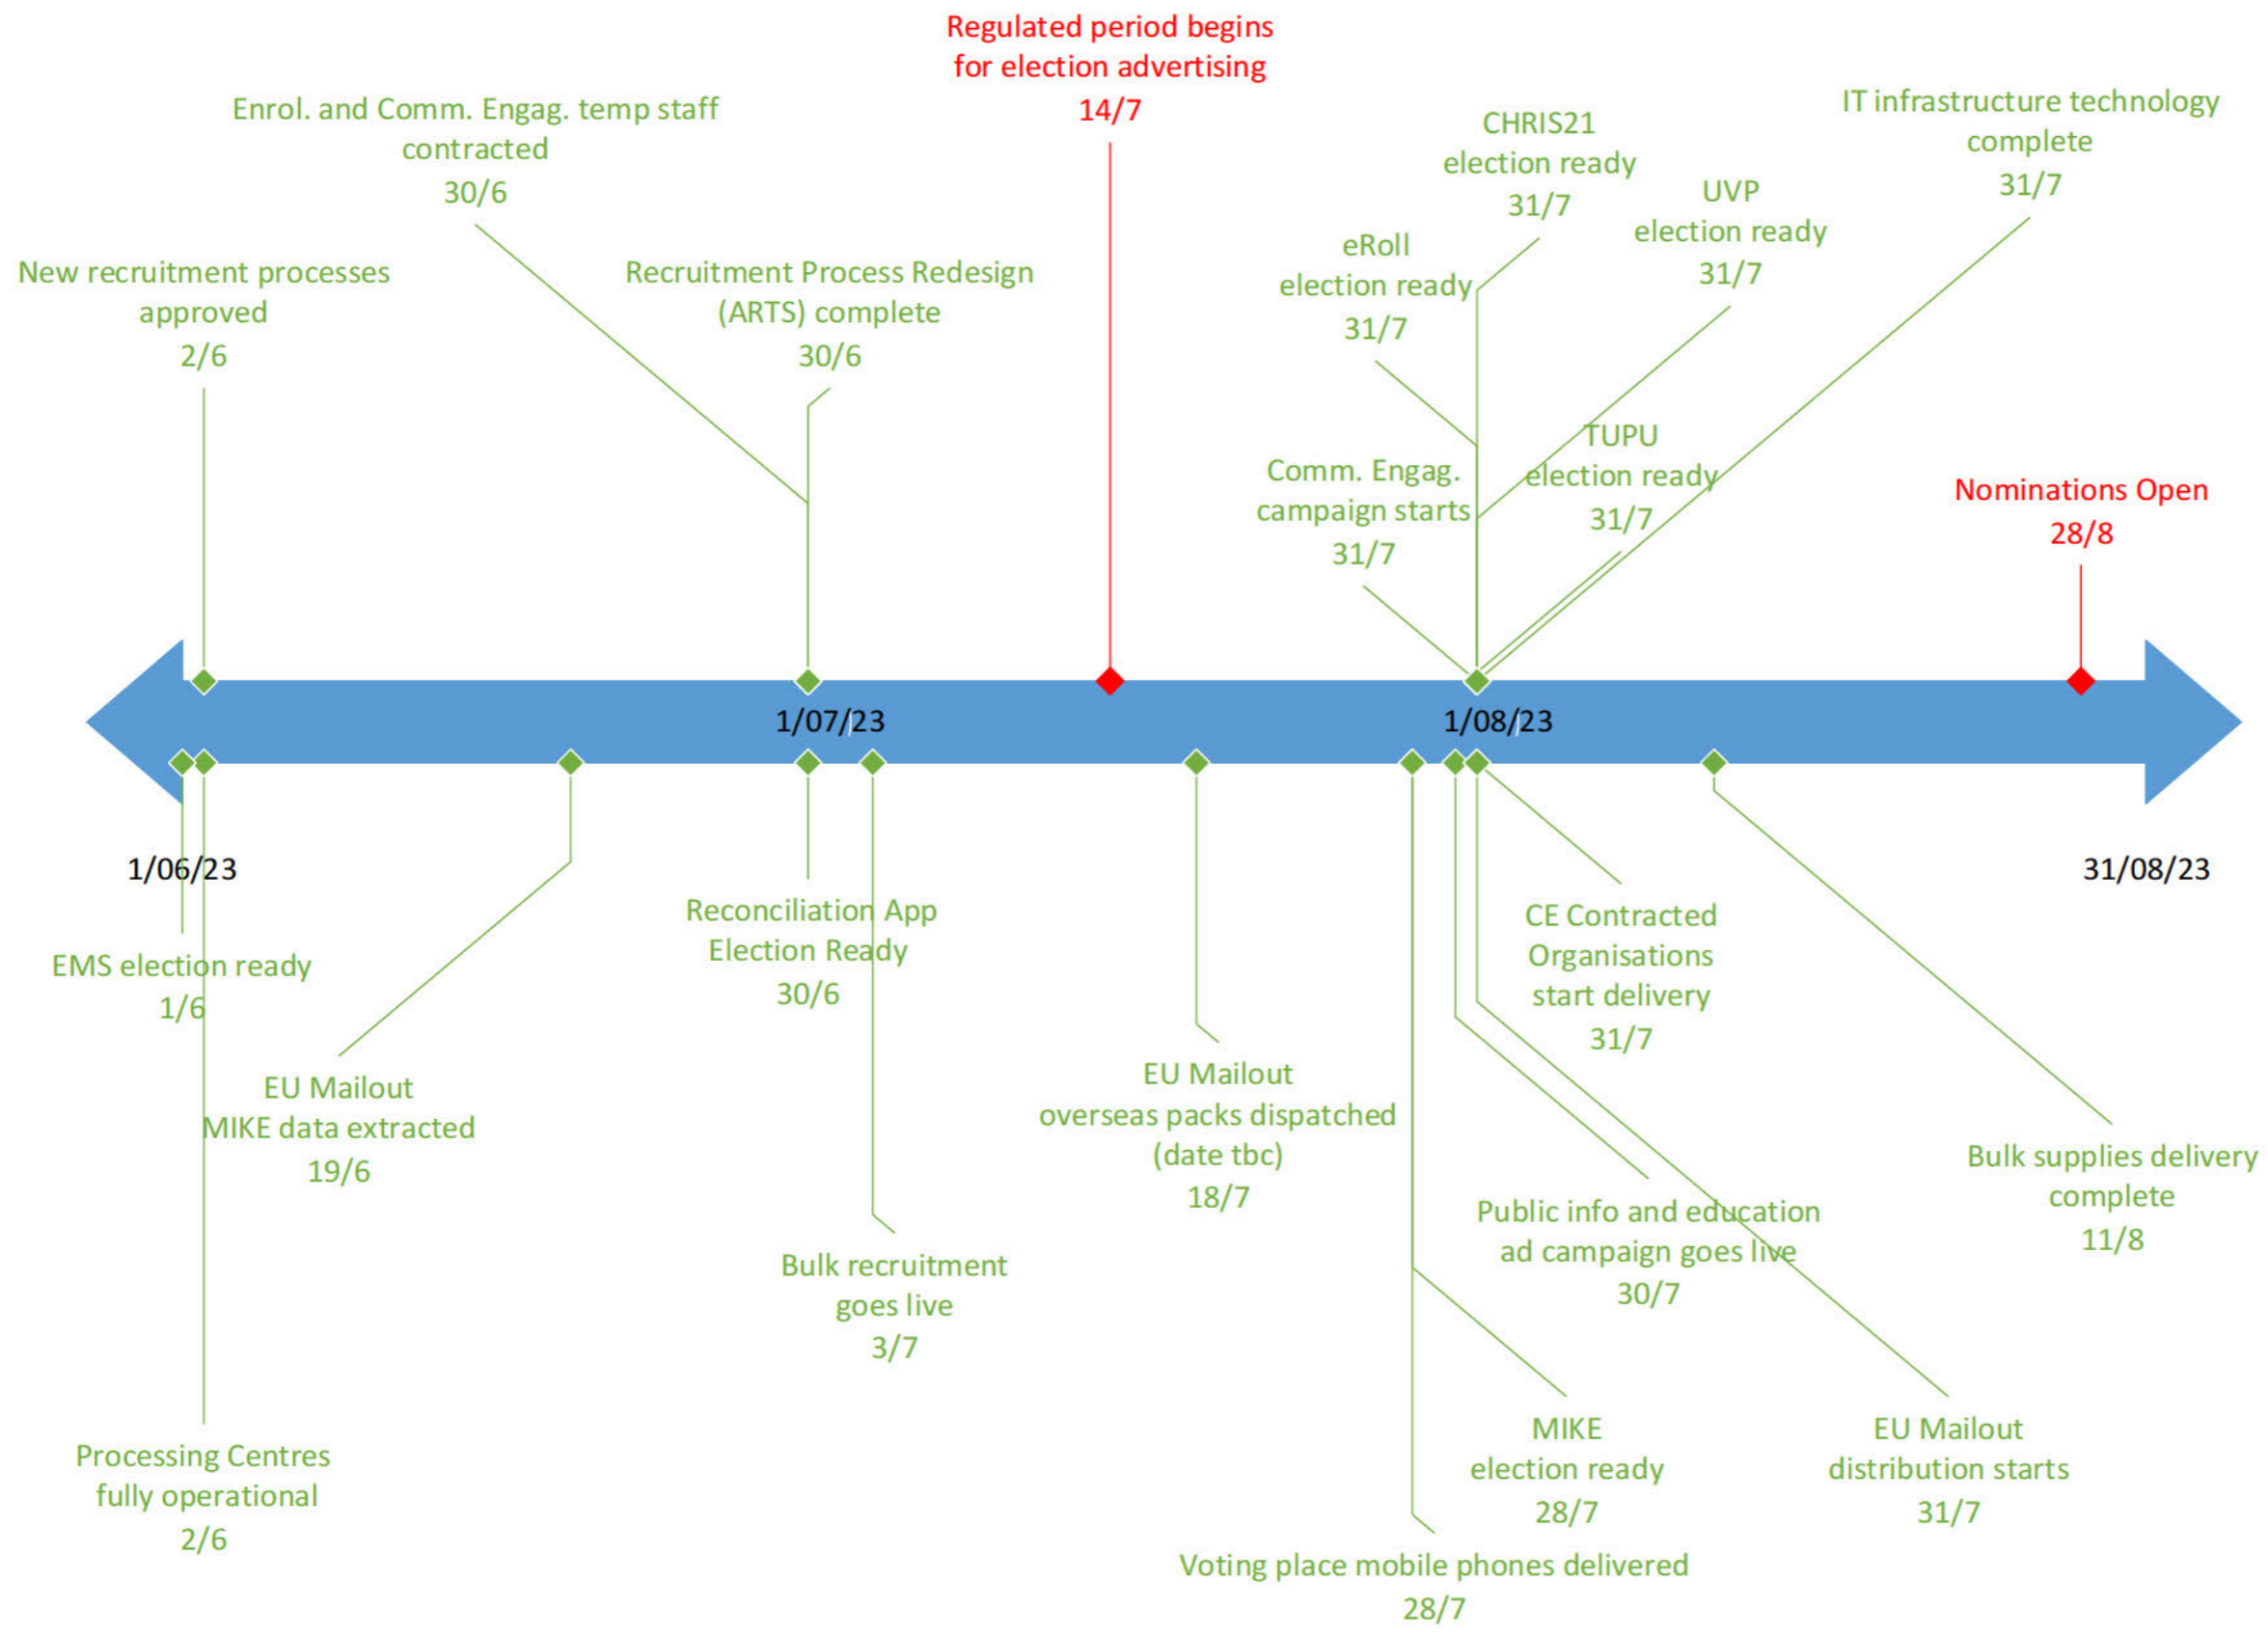 Regulated period begins
for election advertising
14/7
Enrol. and Comm. Engag. temp staff
contracted
30/6
CHRIS21
election ready
31/7
IT infrastructure technology
complete
31/7
UVP
election ready
31/7
New recruitment processes
approved
2/6
Recruitment Process Redesign
(ARTS) complete
30/6
eRoll
election ready
31/7
Comm. Engag.
campaign starts
31/7
TUPU
election ready
31/7
Nominations Open
28/8
1/07/23
1/08/23
1/06/23
31/08/23
EMS election ready
1/6
Reconciliation App
Election Ready
30/6
CE Contracted
Organisations
start delivery
31/7
EU Mailout
MIKE data extracted
19/6
EU Mailout
overseas packs dispatched
(date tbc)
18/7
Bulk supplies delivery
complete
11/8
Public info and education
ad campaign goes live
30/7
Bulk recruitment
goes live
3/7
Processing Centres
fully operational
2/6
MIKE
election ready
28/7
EU Mailout
distribution starts
31/7
Voting place mobile phones delivered
28/7